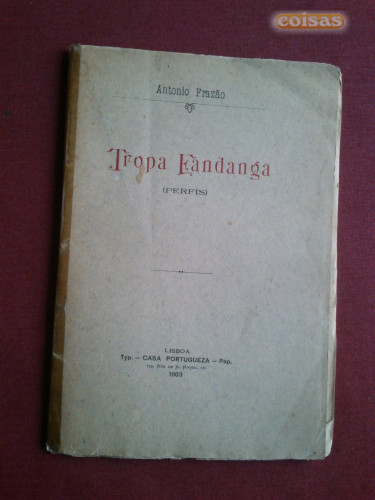 coisas
Antonio Frazão
Tropa Fandanga
(PERFIS)
LISBOA
Typ. — CASA PORTUGUEZA — Pap.
1903